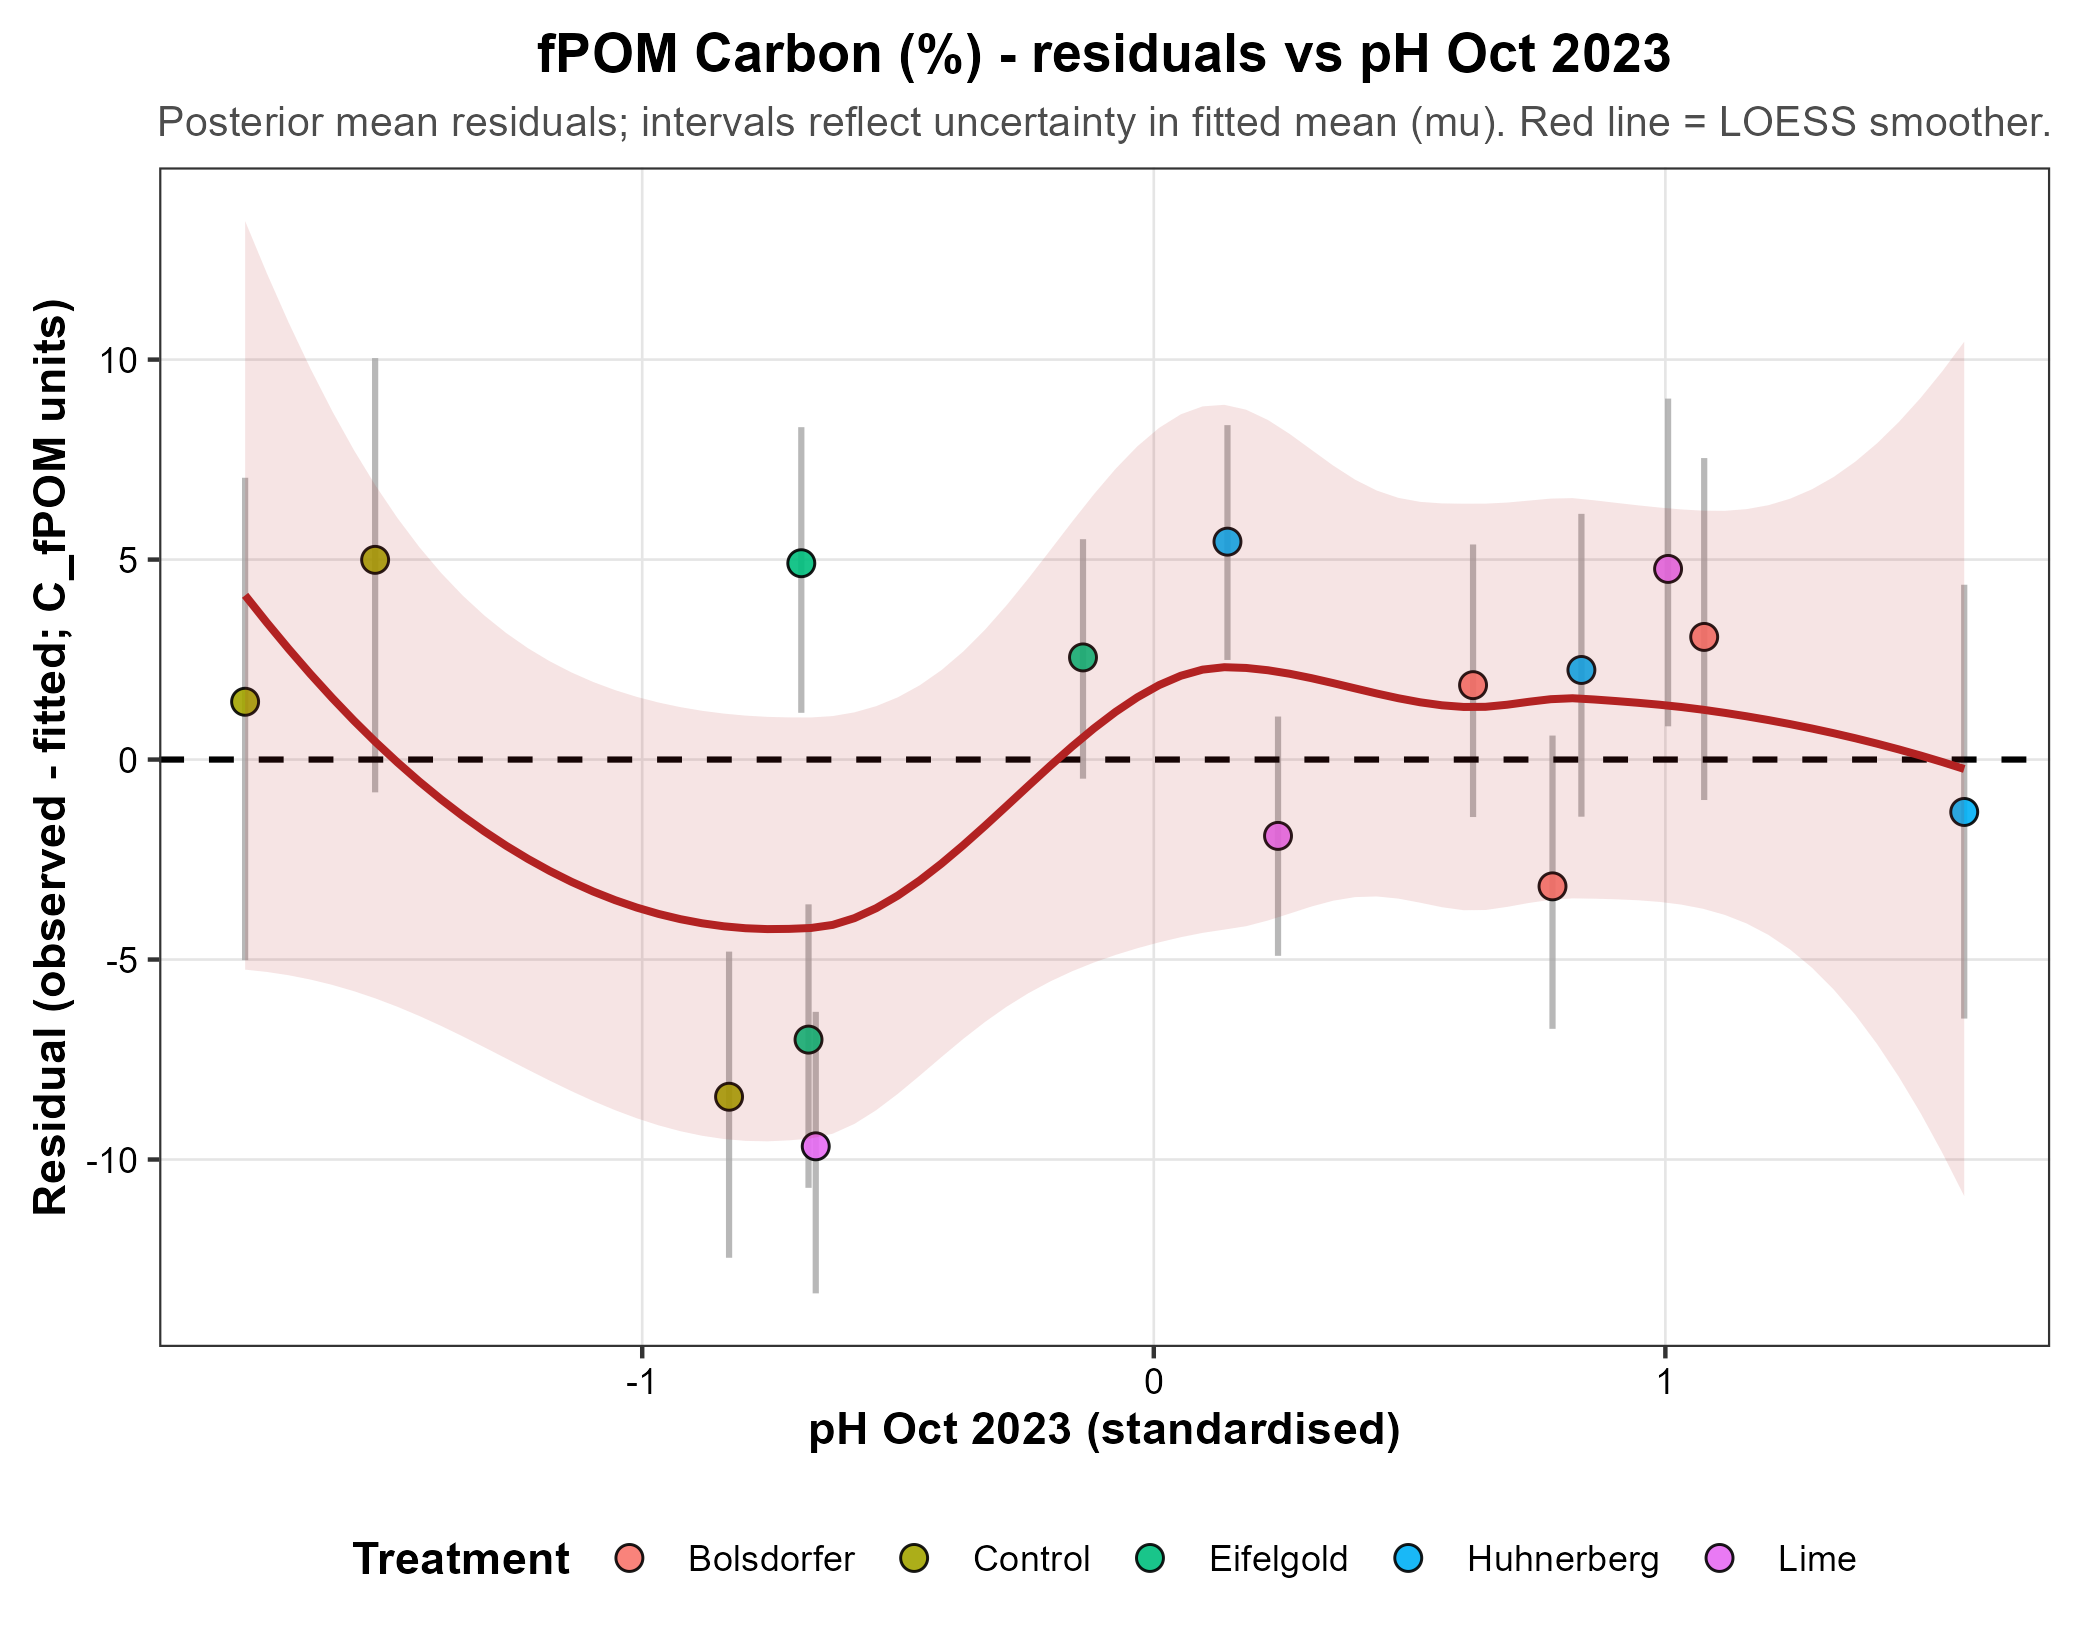 fPOM Carbon (%) - residuals vs pH Oct 2023
Posterior mean residuals; intervals reflect uncertainty in fitted mean (mu). Red line = LOESS smoother.
Residual (observed - fitted; C_fPOM units)
10
5
0
-5
-10
-1
0
1
pH Oct 2023 (standardised)
Treatment Bolsdorfer Control Eifelgold Huhnerberg Lime